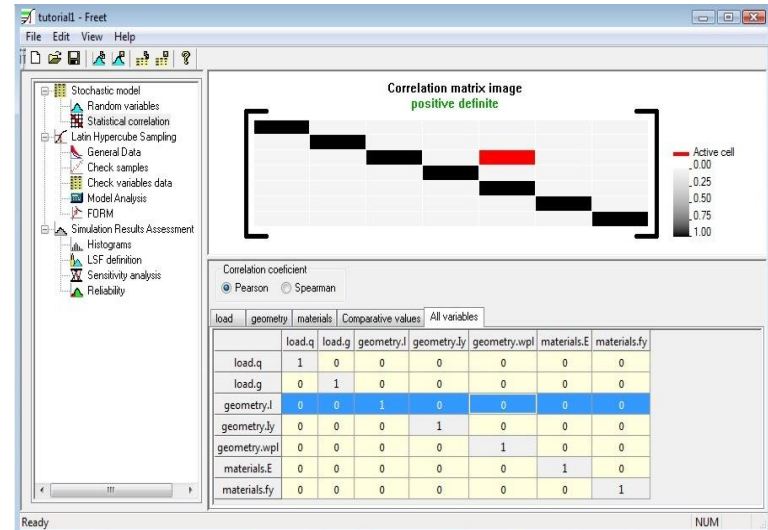 tutorial1 - Freet
File Edit View Help
Stochastic model
Random variables
Statistical correlation
Latin Hypercube Sampling
General Data
Check samples
Check variables data
Model Analysis
FORM
Simulation Results Assessment
Histograms
LSF definition
Sensitivity analysis
Reliability
Correlation matrix image
positive definite
Active cell
0.00
0.25
0.50
0.75
1.00
Correlation coeficient
Pearson Spearman
load geometry materials Comparative values All variables
load.q load.g geometry.l geometry.Iy geometry.wpl materials.E materials.fy
load.q 1 0 0 0 0 0 0
load.g 0 1 0 0 0 0 0
geometry.l 0 0 1 0 0 0 0
geometry.Iy 0 0 0 1 0 0 0
geometry.wpl 0 0 0 0 1 0 0
materials.E 0 0 0 0 0 1 0
materials.fy 0 0 0 0 0 0 1
Ready NUM